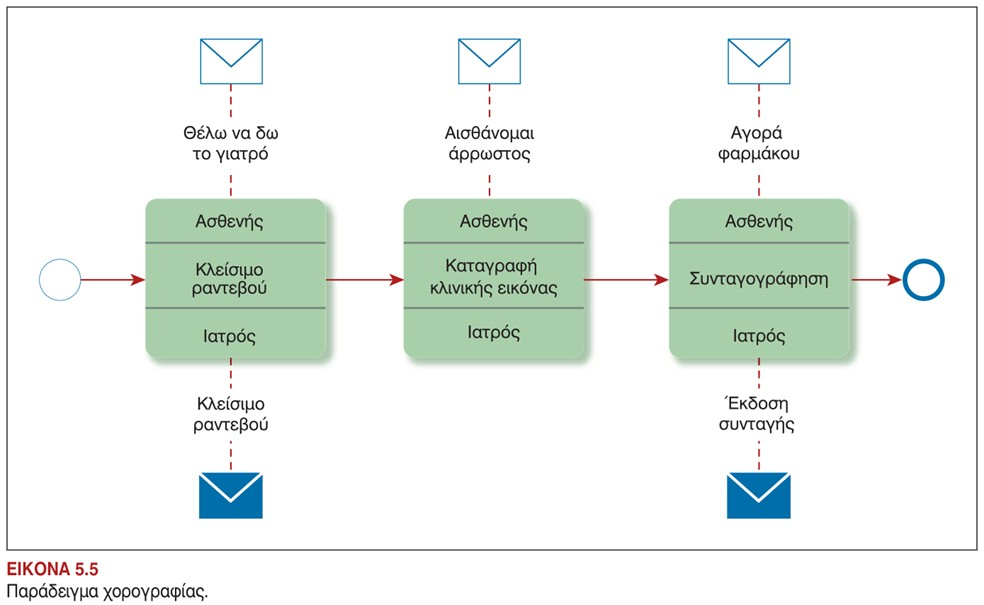 Θέλω να δω
το γιατρό
Αισθάνομαι
άρρωστος
Αγορά
φαρμάκου
Ασθενής
Κλείσιμο
ραντεβού
Ιατρός
Ασθενής
Καταγραφή
κλινικής εικόνας
Ιατρός
Ασθενής
Συνταγογράφηση
Ιατρός
Κλείσιμο
ραντεβού
Έκδοση
συνταγής
ΕΙΚΟΝΑ 5.5
Παράδειγμα χορογραφίας.